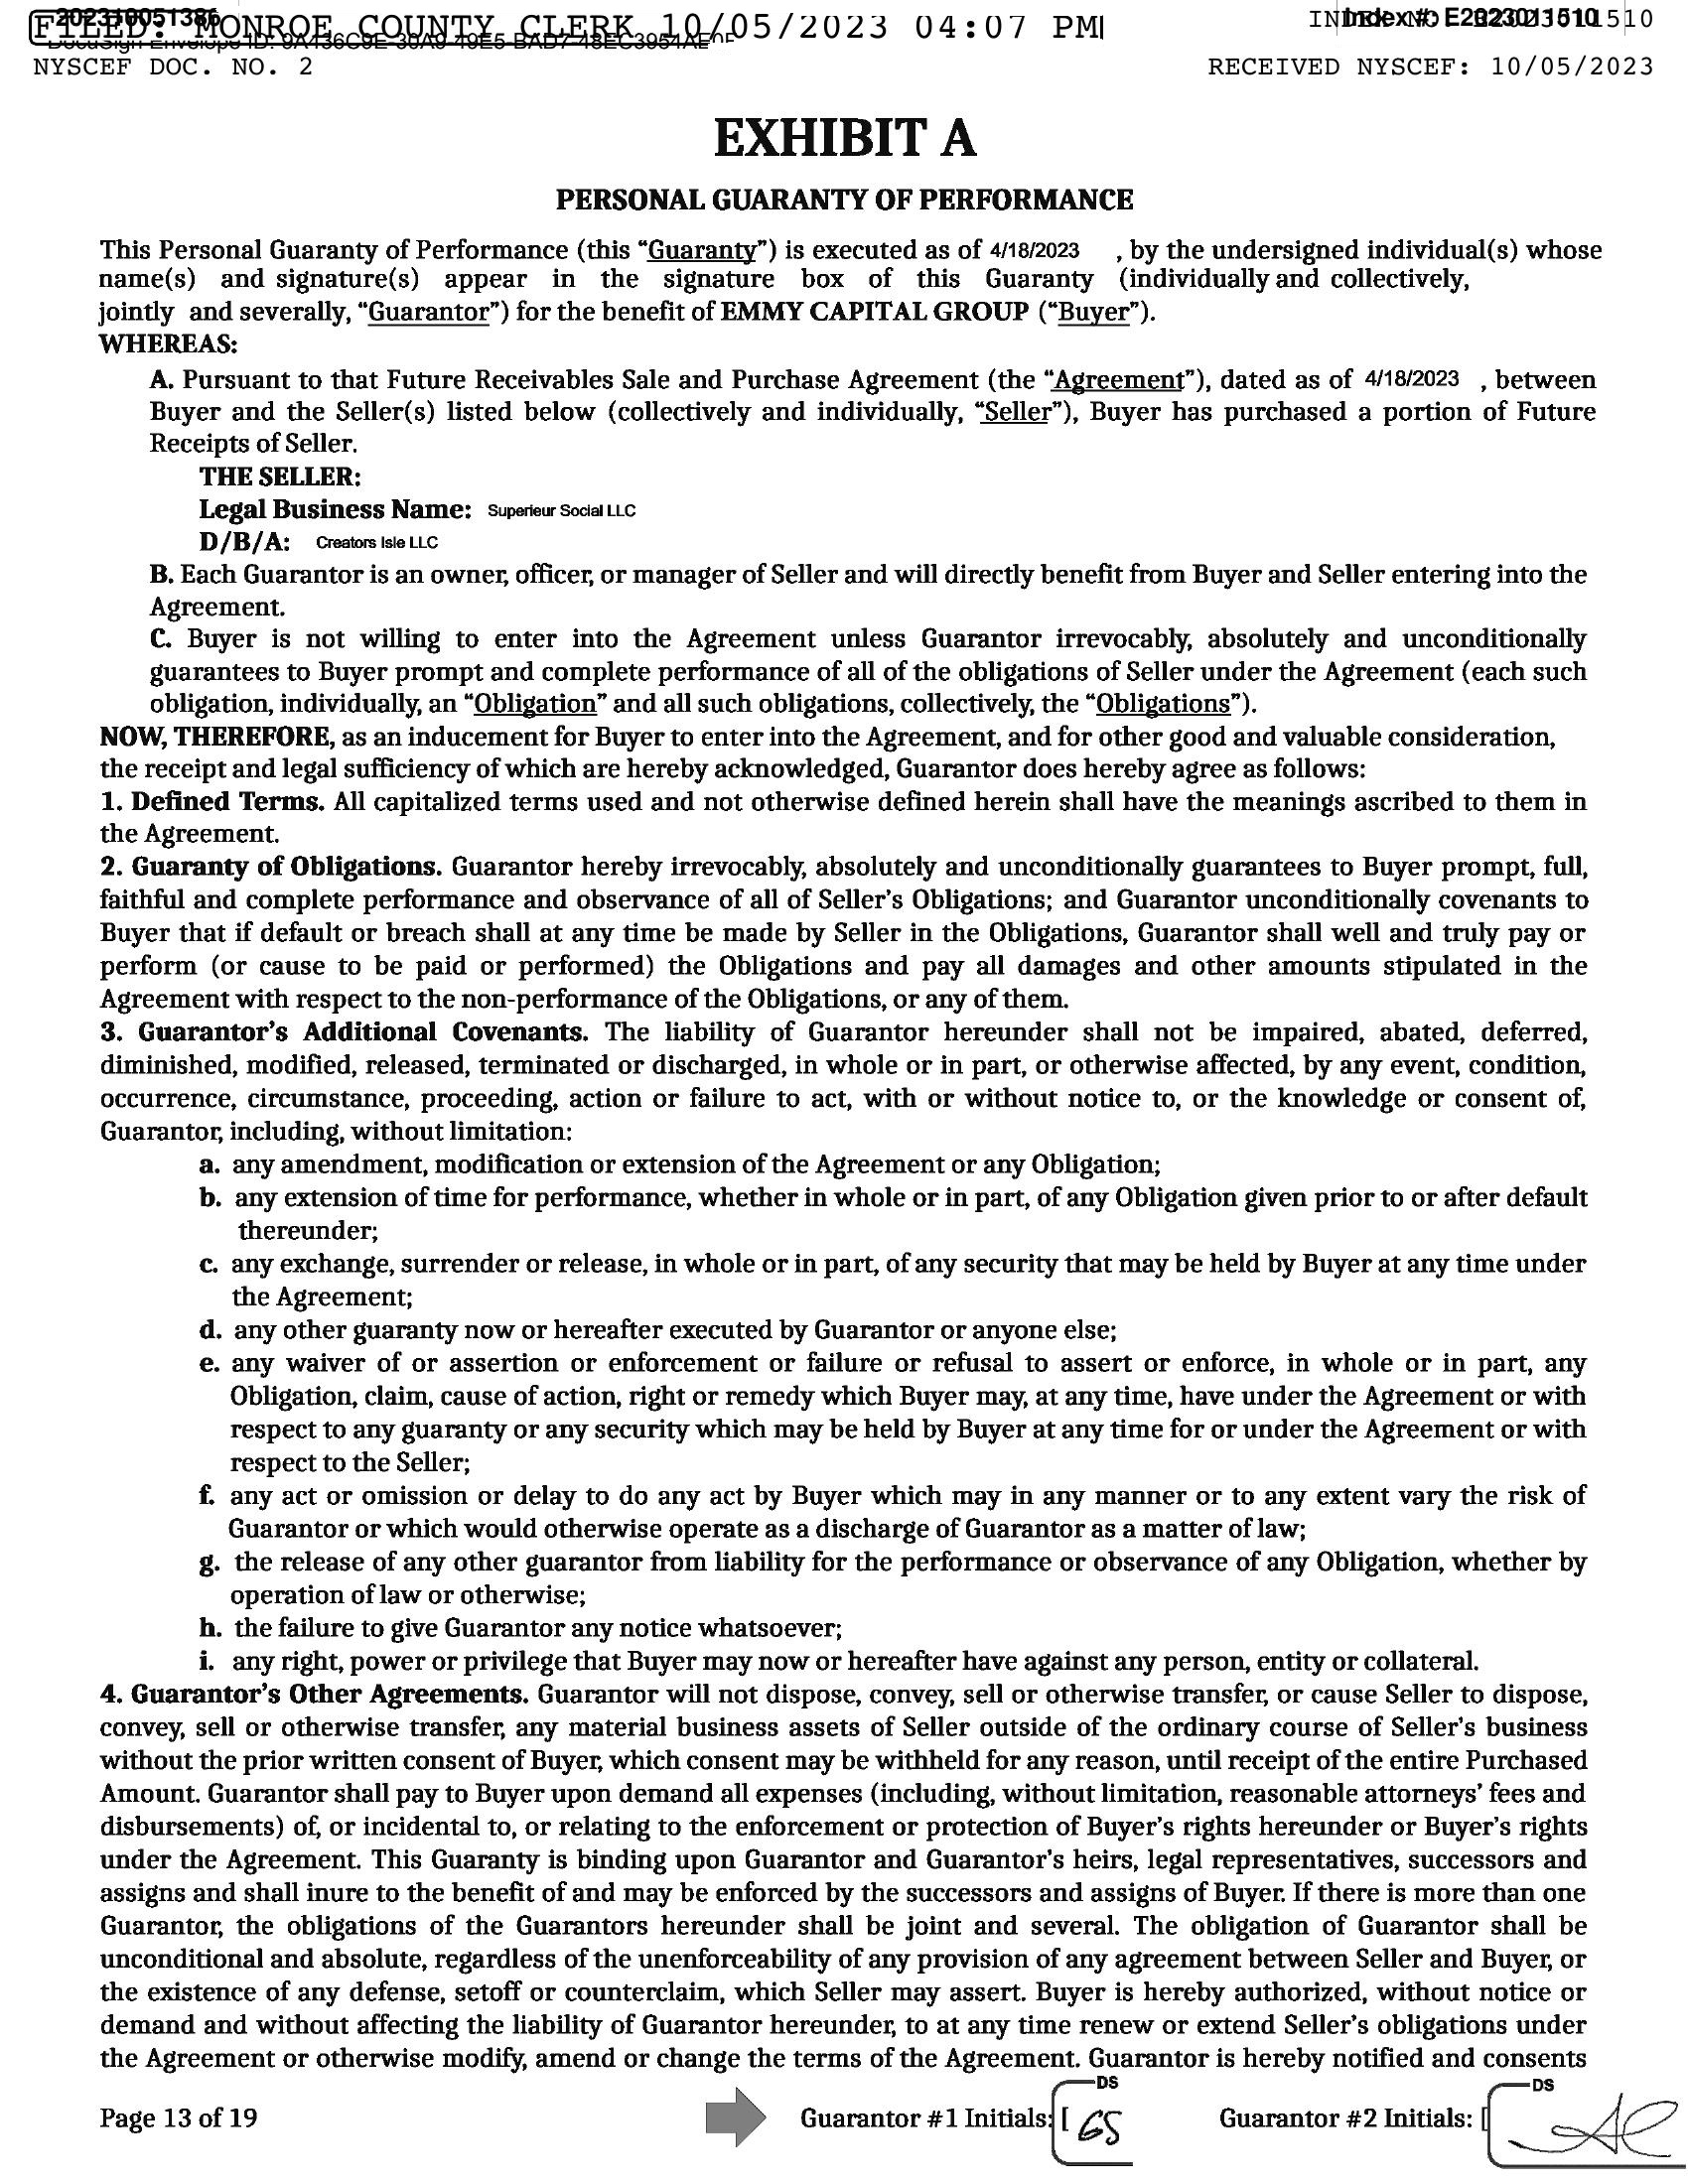 202310051386
FILED: MONROE COUNTY CLERK 10/05/2023 04:07 PM
Index #: E2023011510
NYSCEF DOC. NO. 2
RECEIVED NYSCEF: 10/05/2023
EXHIBIT A
PERSONAL GUARANTY OF PERFORMANCE
This Personal Guaranty of Performance (this “Guaranty”) is executed as of 4/18/2023 , by the undersigned individual(s) whose
name(s) and signature(s) appear in the signature box of this Guaranty (individually and collectively,
jointly and severally, “Guarantor”) for the benefit of EMMY CAPITAL GROUP (“Buyer”).
WHEREAS:
A. Pursuant to that Future Receivables Sale and Purchase Agreement (the “Agreement”), dated as of 4/18/2023 , between
Buyer and the Seller(s) listed below (collectively and individually, “Seller”), Buyer has purchased a portion of Future
Receipts of Seller.
THE SELLER:
Legal Business Name: Superieur Social LLC
D/B/A: Creators Isle LLC
B. Each Guarantor is an owner, officer, or manager of Seller and will directly benefit from Buyer and Seller entering into the
Agreement.
C. Buyer is not willing to enter into the Agreement unless Guarantor irrevocably, absolutely and unconditionally
guarantees to Buyer prompt and complete performance of all of the obligations of Seller under the Agreement (each such
obligation, individually, an “Obligation” and all such obligations, collectively, the “Obligations”).
NOW, THEREFORE, as an inducement for Buyer to enter into the Agreement, and for other good and valuable consideration,
the receipt and legal sufficiency of which are hereby acknowledged, Guarantor does hereby agree as follows:
1. Defined Terms. All capitalized terms used and not otherwise defined herein shall have the meanings ascribed to them in
the Agreement.
2. Guaranty of Obligations. Guarantor hereby irrevocably, absolutely and unconditionally guarantees to Buyer prompt, full,
faithful and complete performance and observance of all of Seller’s Obligations; and Guarantor unconditionally covenants to
Buyer that if default or breach shall at any time be made by Seller in the Obligations, Guarantor shall well and truly pay or
perform (or cause to be paid or performed) the Obligations and pay all damages and other amounts stipulated in the
Agreement with respect to the non-performance of the Obligations, or any of them.
3. Guarantor’s Additional Covenants. The liability of Guarantor hereunder shall not be impaired, abated, deferred,
diminished, modified, released, terminated or discharged, in whole or in part, or otherwise affected, by any event, condition,
occurrence, circumstance, proceeding, action or failure to act, with or without notice to, or the knowledge or consent of,
Guarantor, including, without limitation:
a. any amendment, modification or extension of the Agreement or any Obligation;
b. any extension of time for performance, whether in whole or in part, of any Obligation given prior to or after default
thereunder;
c. any exchange, surrender or release, in whole or in part, of any security that may be held by Buyer at any time under
the Agreement;
d. any other guaranty now or hereafter executed by Guarantor or anyone else;
e. any waiver of or assertion or enforcement or failure or refusal to assert or enforce, in whole or in part, any
Obligation, claim, cause of action, right or remedy which Buyer may, at any time, have under the Agreement or with
respect to any guaranty or any security which may be held by Buyer at any time for or under the Agreement or with
respect to the Seller;
f. any act or omission or delay to do any act by Buyer which may in any manner or to any extent vary the risk of
Guarantor or which would otherwise operate as a discharge of Guarantor as a matter of law;
g. the release of any other guarantor from liability for the performance or observance of any Obligation, whether by
operation of law or otherwise;
h. the failure to give Guarantor any notice whatsoever;
i. any right, power or privilege that Buyer may now or hereafter have against any person, entity or collateral.
4. Guarantor’s Other Agreements. Guarantor will not dispose, convey, sell or otherwise transfer, or cause Seller to dispose,
convey, sell or otherwise transfer, any material business assets of Seller outside of the ordinary course of Seller’s business
without the prior written consent of Buyer, which consent may be withheld for any reason, until receipt of the entire Purchased
Amount. Guarantor shall pay to Buyer upon demand all expenses (including, without limitation, reasonable attorneys’ fees and
disbursements) of, or incidental to, or relating to the enforcement or protection of Buyer’s rights hereunder or Buyer’s rights
under the Agreement. This Guaranty is binding upon Guarantor and Guarantor’s heirs, legal representatives, successors and
assigns and shall inure to the benefit of and may be enforced by the successors and assigns of Buyer. If there is more than one
Guarantor, the obligations of the Guarantors hereunder shall be joint and several. The obligation of Guarantor shall be
unconditional and absolute, regardless of the unenforceability of any provision of any agreement between Seller and Buyer, or
the existence of any defense, setoff or counterclaim, which Seller may assert. Buyer is hereby authorized, without notice or
demand and without affecting the liability of Guarantor hereunder, to at any time renew or extend Seller’s obligations under
the Agreement or otherwise modify, amend or change the terms of the Agreement. Guarantor is hereby notified and consents
Page 13 of 19
Guarantor #1 Initials: [ DS GS
Guarantor #2 Initials: [ DS